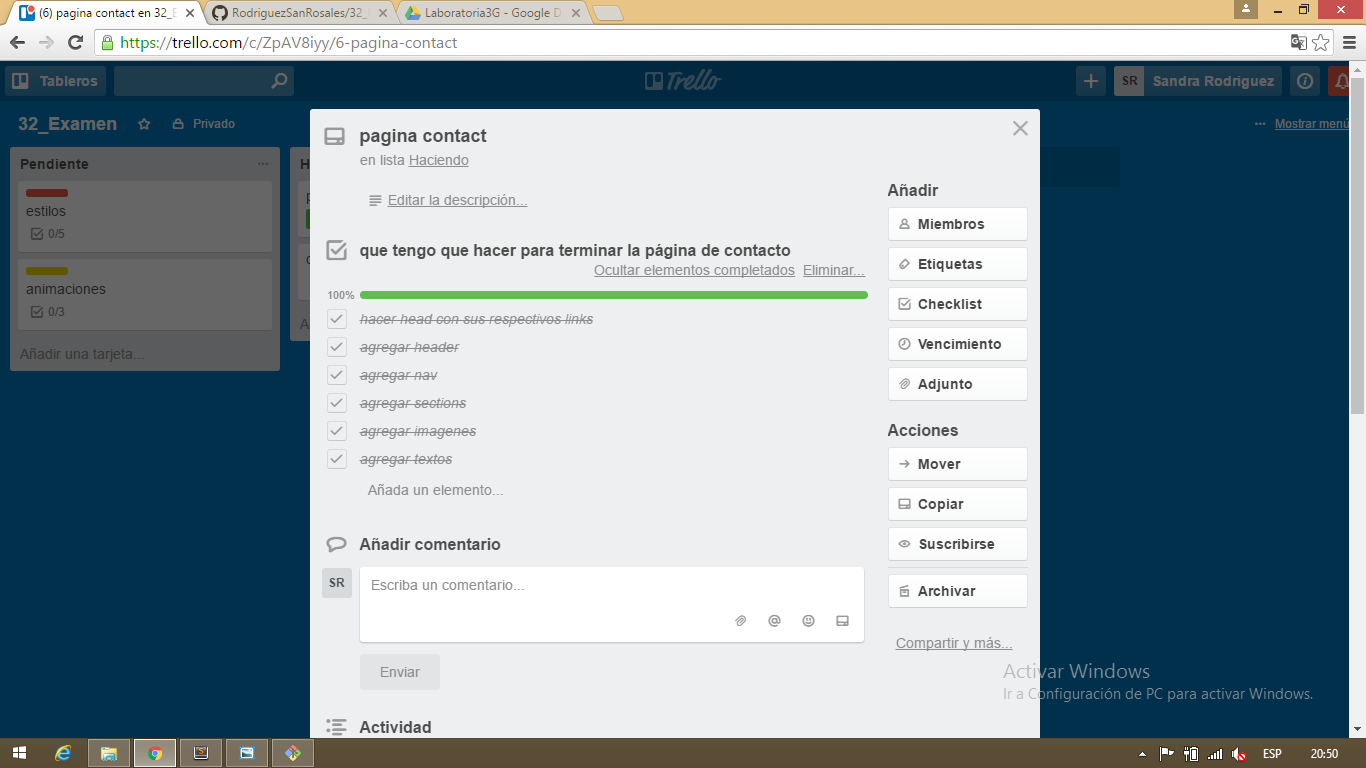 (6) pagina contact en 32_E
RodriguezSanRosales/32_
Laboratoria3G - Google D
https://trello.com/c/ZpAV8iyy/6-pagina-contact
Tableros
Trello
SR
Sandra Rodriguez
32_Examen
Privado
Mostrar menú
Pendiente
estilos
0/5
animaciones
0/3
Añadir una tarjeta...
pagina contact
en lista Haciendo
Editar la descripción...
que tengo que hacer para terminar la página de contacto
Ocultar elementos completados Eliminar...
100%
hacer head con sus respectivos links
agregar header
agregar nav
agregar sections
agregar imagenes
agregar textos
Añada un elemento...
Añadir comentario
SR
Escriba un comentario...
Enviar
Actividad
Añadir
Miembros
Etiquetas
Checklist
Vencimiento
Adjunto
Acciones
Mover
Copiar
Suscribirse
Archivar
Compartir y más...
Activar Windows
Ir a Configuración de PC para activar Windows.
ESP
20:50